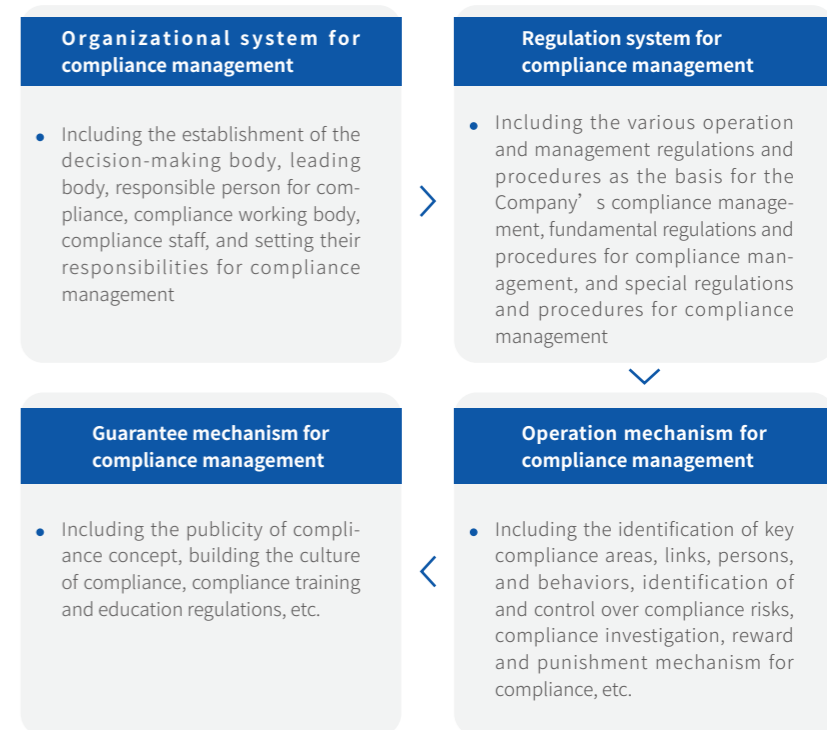 Organizational system for
compliance management
● Including the establishment of the
decision-making body, leading
body, responsible person for com-
pliance, compliance working body,
compliance staff, and setting their
responsibilities for compliance
management
Regulation system for
compliance management
● Including the various operation
and management regulations and
procedures as the basis for the
Company’s compliance manage-
ment, fundamental regulations and
procedures for compliance man-
agement, and special regulations
and procedures for compliance
management
Operation mechanism for
compliance management
● Including the identification of key
compliance areas, links, persons,
and behaviors, identification of
and control over compliance risks,
compliance investigation, reward
and punishment mechanism for
compliance, etc.
Guarantee mechanism for
compliance management
● Including the publicity of compli-
ance concept, building the culture
of compliance, compliance training
and education regulations, etc.